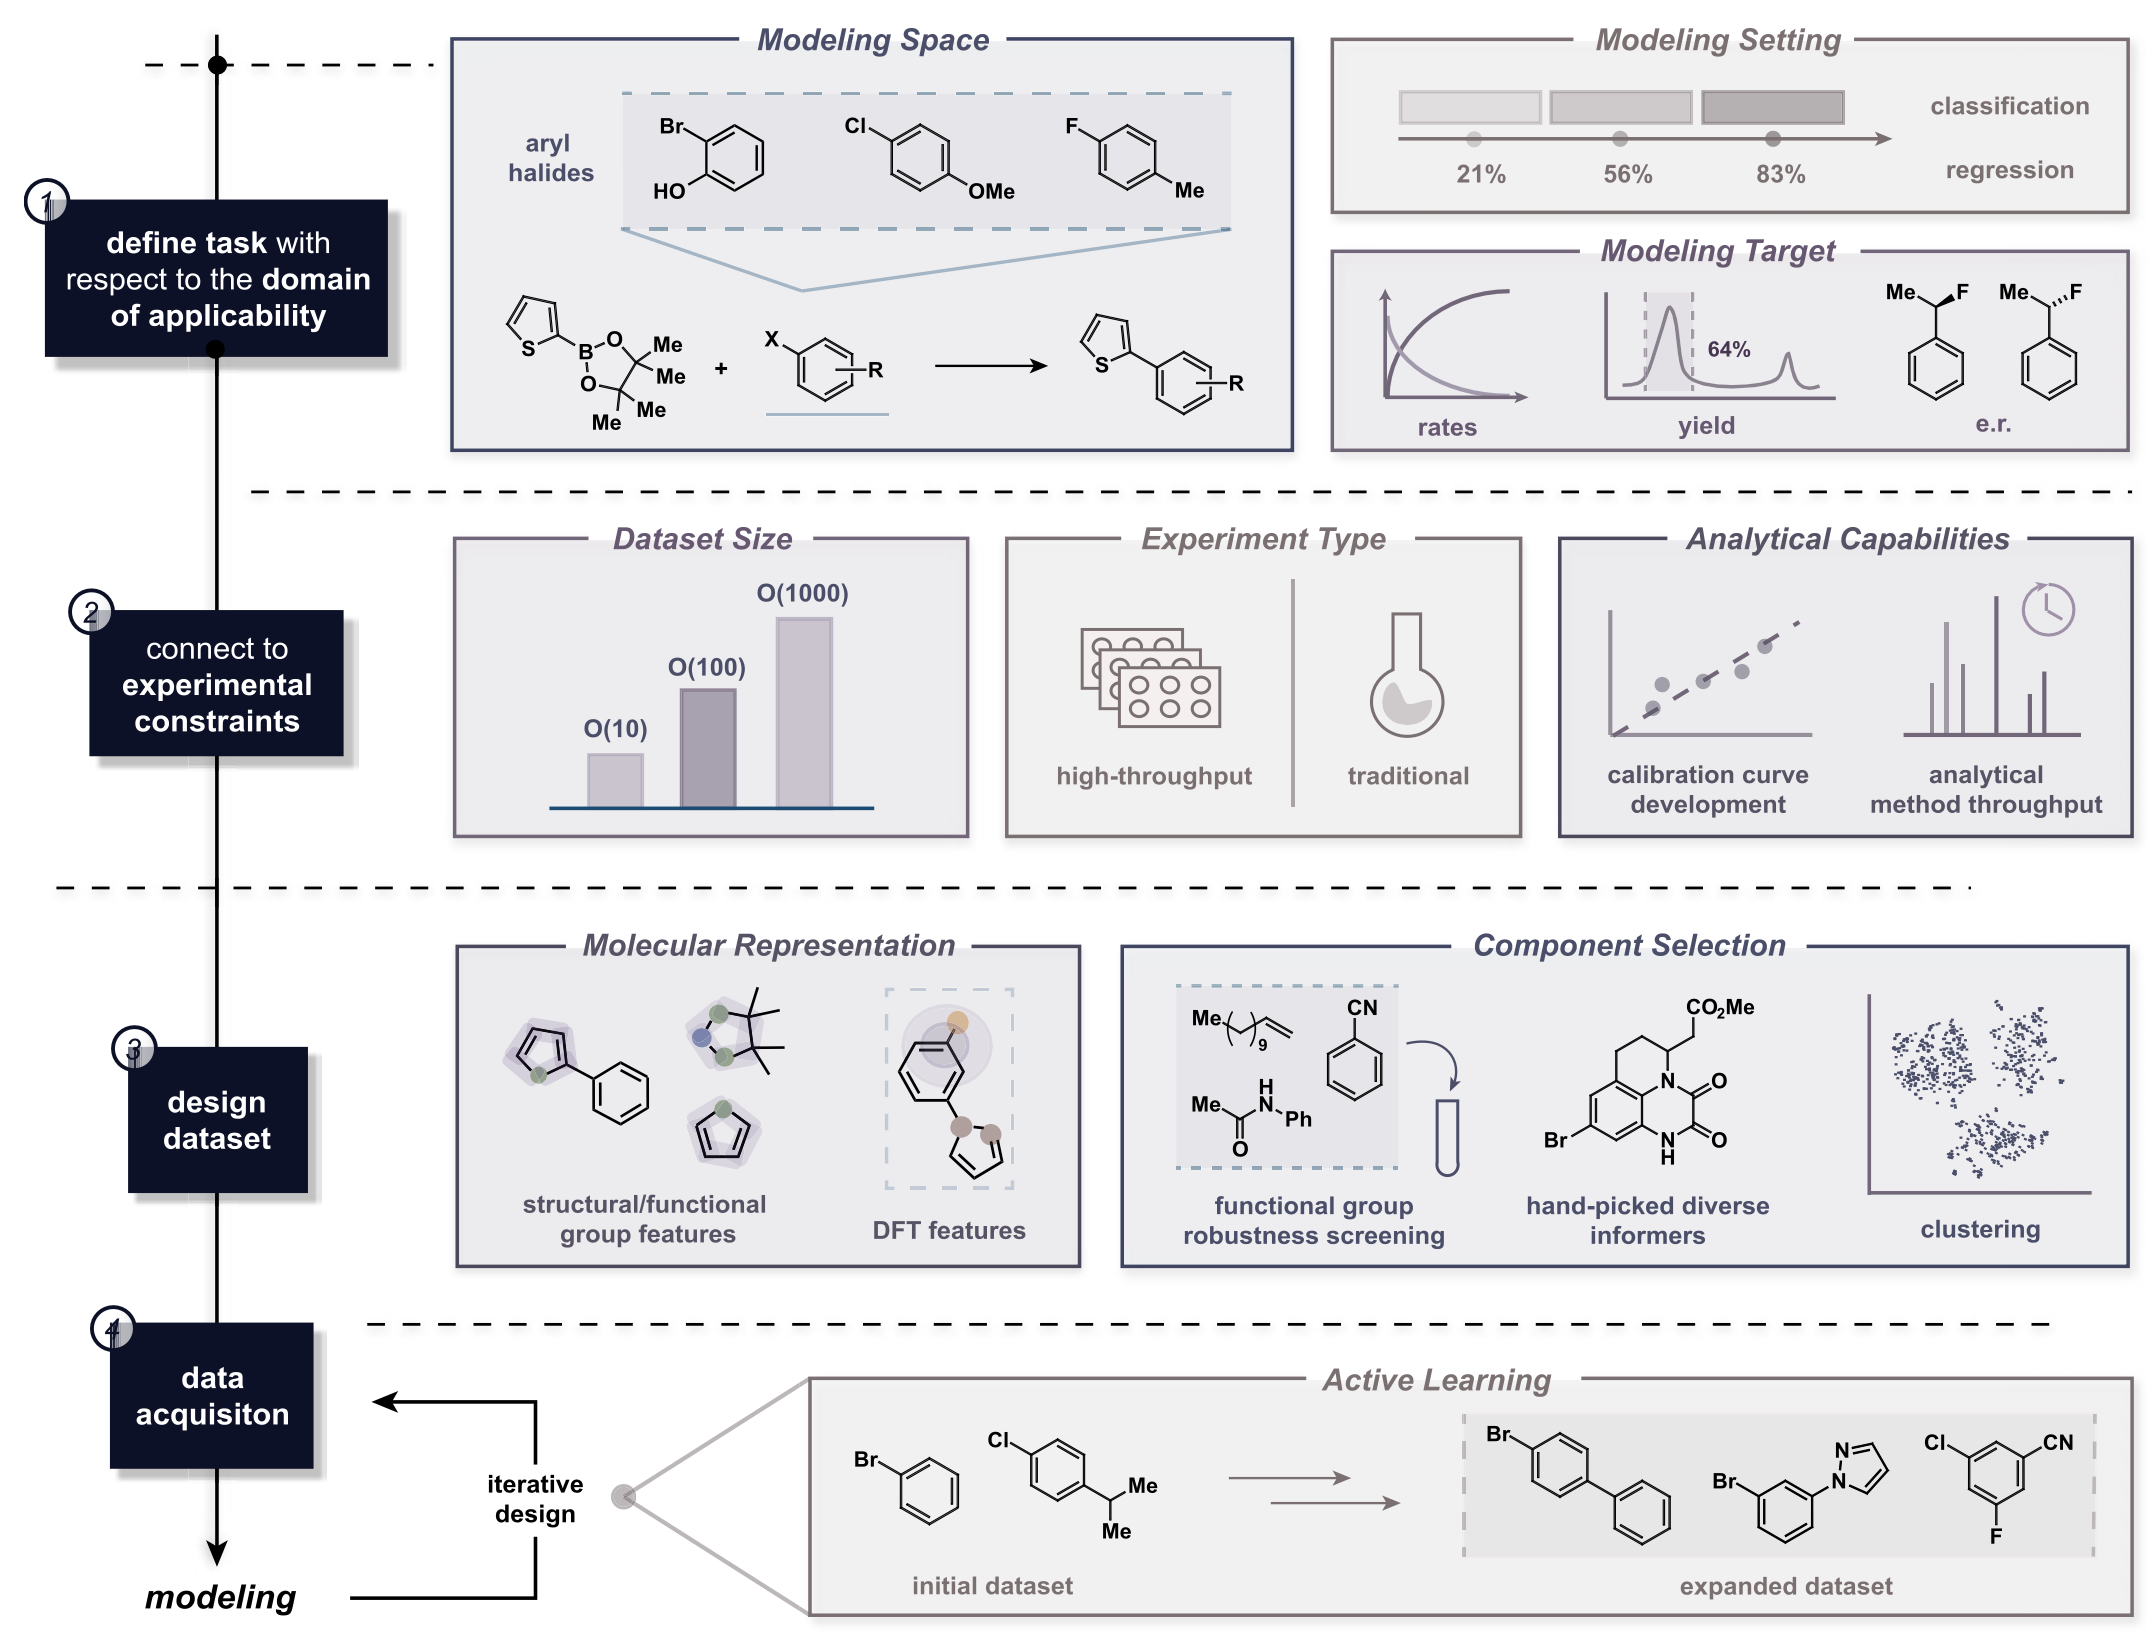 1
define task with
respect to the domain
of applicability
Modeling Space
aryl
halides
Br
HO
Cl
OMe
F
Me
S
B
O
O
Me
Me
Me
Me
+
X
R
S
R
Modeling Setting
classification
21%
56%
83%
regression
Modeling Target
rates
64%
yield
Me
F
Me
F
e.r.
2
connect to
experimental
constraints
Dataset Size
O(10)
O(100)
O(1000)
Experiment Type
high-throughput
traditional
Analytical Capabilities
calibration curve
development
analytical
method throughput
3
design
dataset
Molecular Representation
structural/functional
group features
DFT features
Component Selection
Me
9
CN
Me
O
H
N
Ph
functional group
robustness screening
CO2Me
N
O
O
N
H
Br
hand-picked diverse
informers
clustering
4
data
acquisiton
iterative
design
modeling
Active Learning
Br
Cl
Me
Me
initial dataset
Br
Br
N
N
Cl
CN
F
expanded dataset